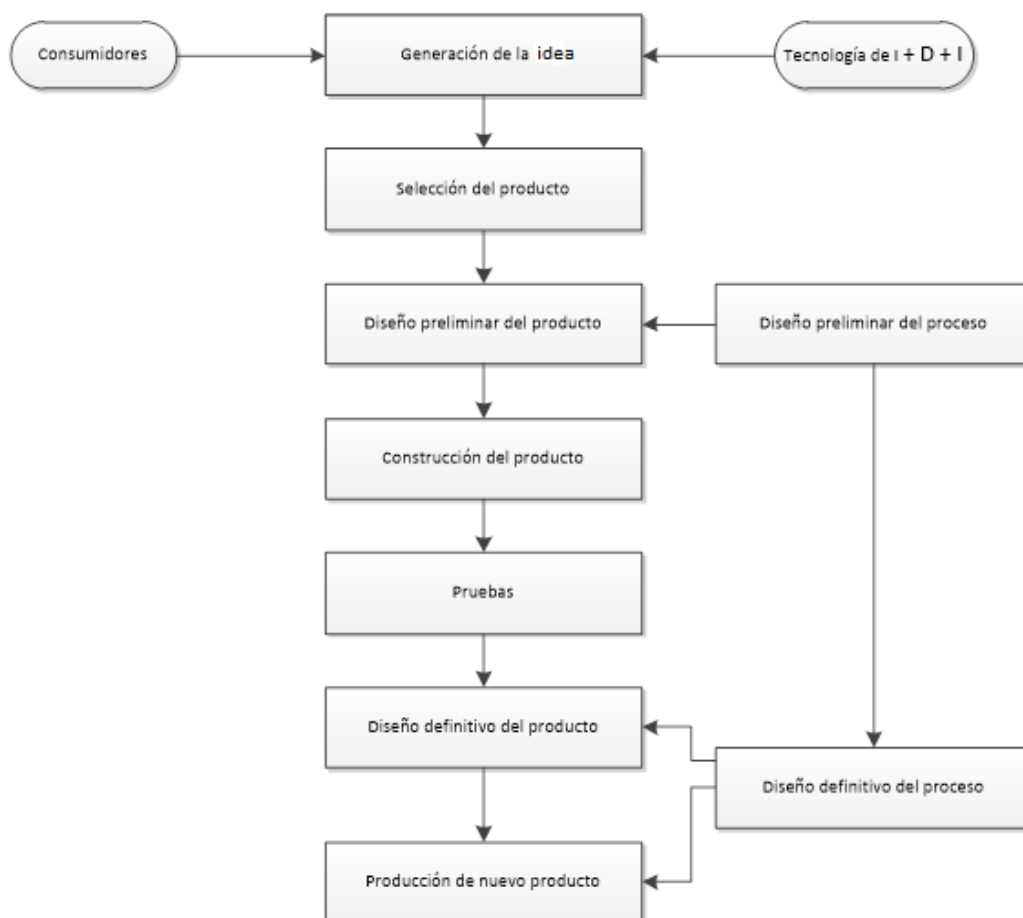 Consumidores
Generación de la idea
Tecnología de I + D + I
Selección del producto
Diseño preliminar del producto
Diseño preliminar del proceso
Construcción del producto
Pruebas
Diseño definitivo del producto
Diseño definitivo del proceso
Producción de nuevo producto